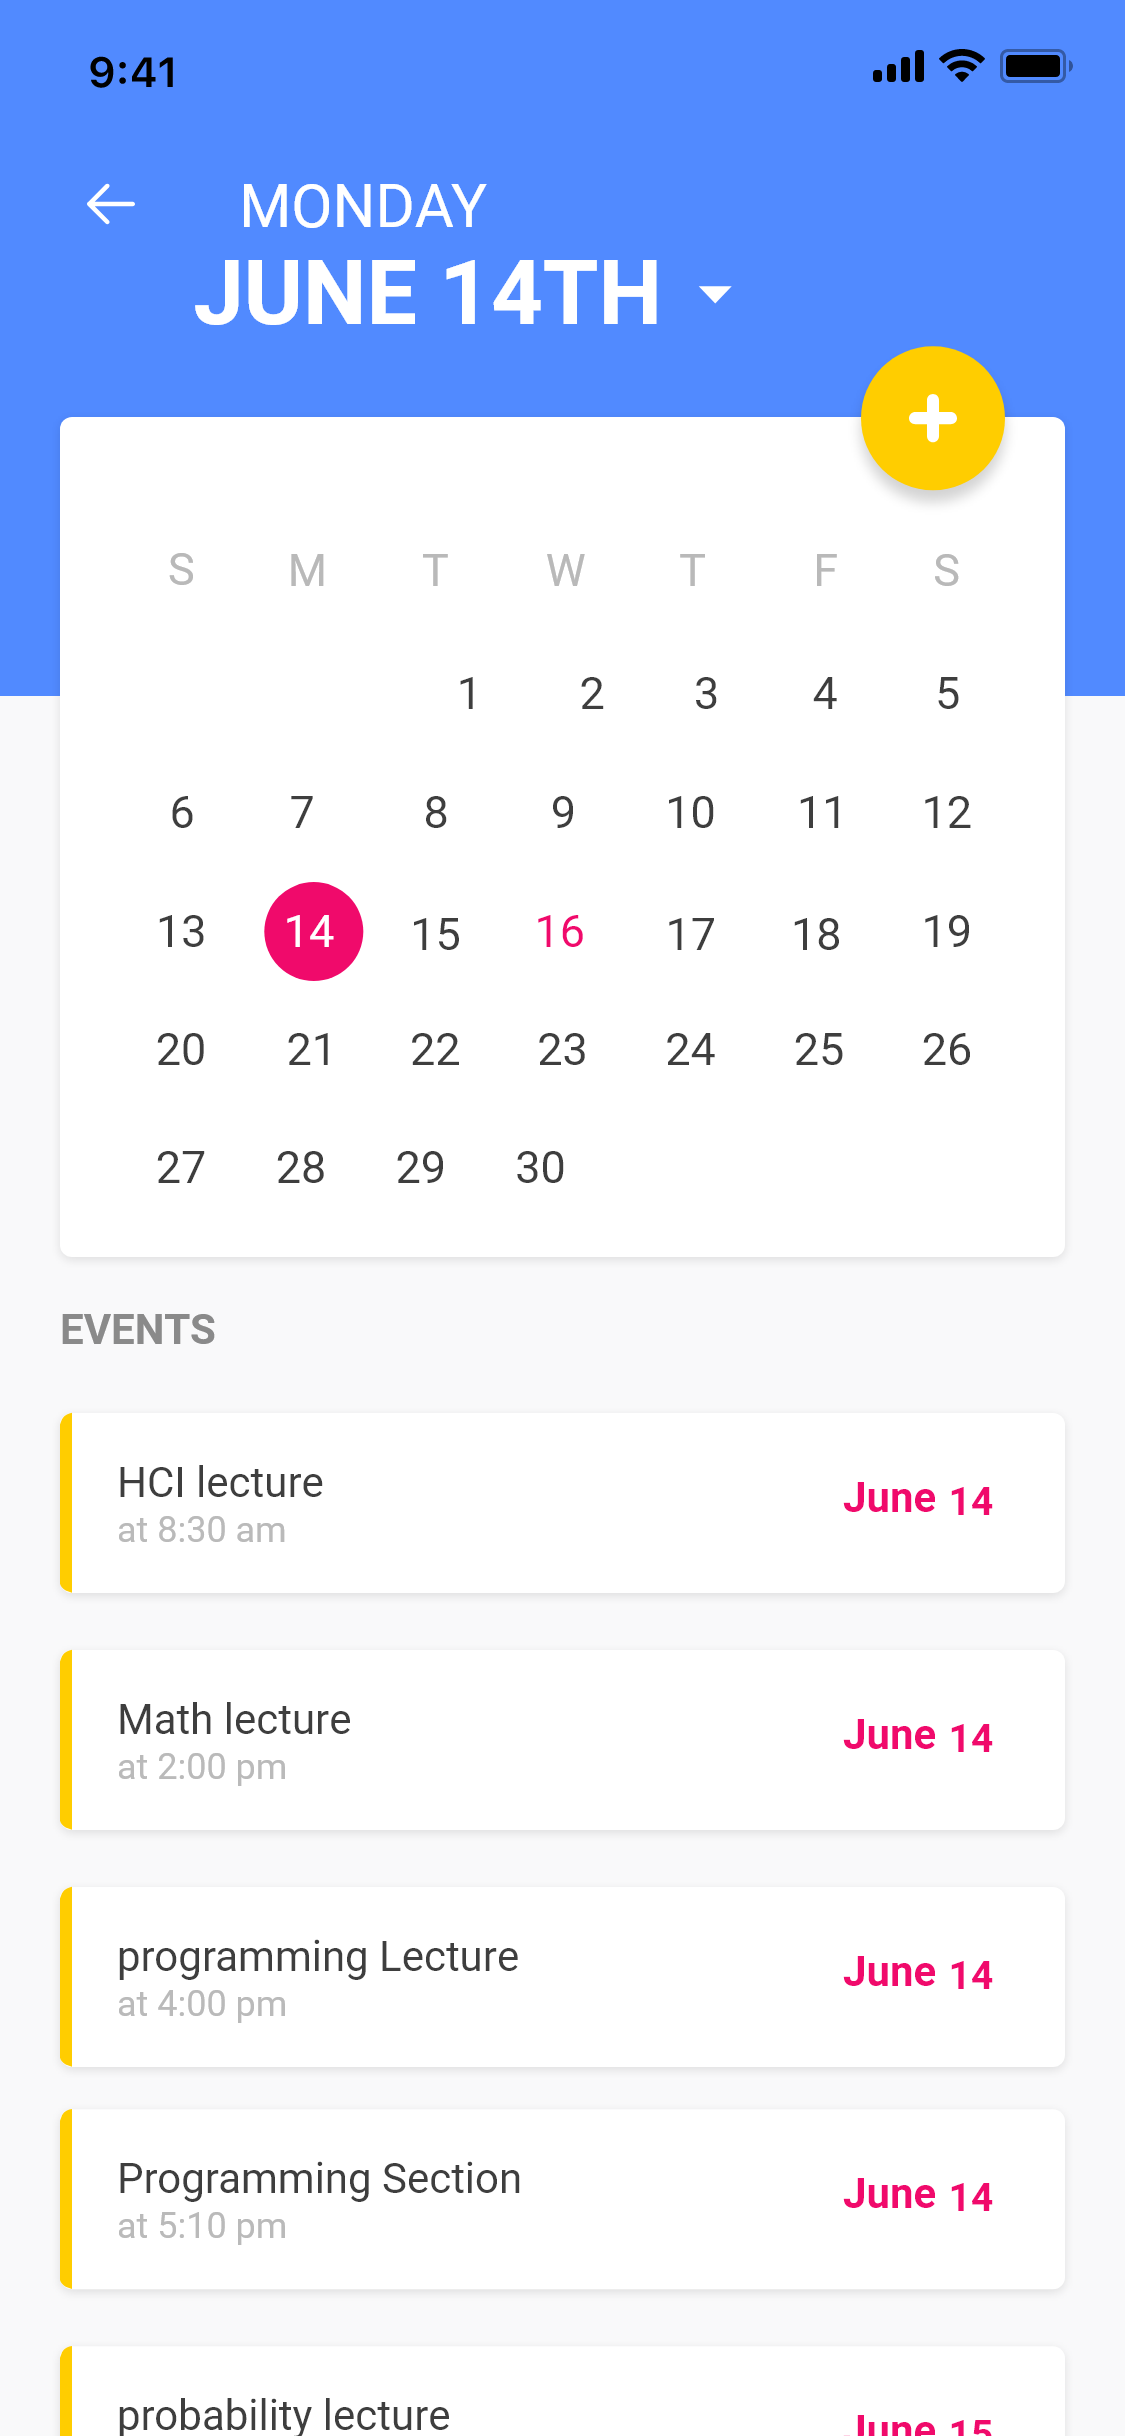 9:41
MONDAY
JUNE 14TH
S M T W T F S
1 2 3 4 5
6 7 8 9 10 11 12
13 14 15 16 17 18 19
20 21 22 23 24 25 26
27 28 29 30
EVENTS
HCI lecture
at 8:30 am
June 14
Math lecture
at 2:00 pm
June 14
programming Lecture
at 4:00 pm
June 14
Programming Section
at 5:10 pm
June 14
probability lecture
June 15